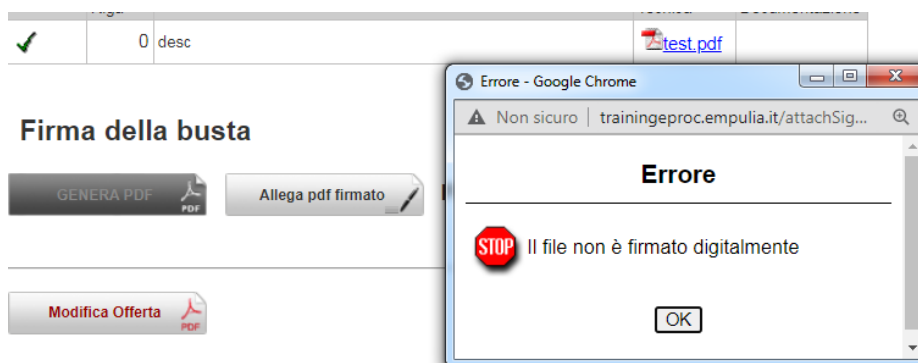 0 desc
test.pdf
Errore - Google Chrome
Non sicuro | trainingeproc.empulia.it/attachSig...
Firma della busta
Errore
GENERA PDF
PDF
Allega pdf firmato
STOP Il file non è firmato digitalmente
Modifica Offerta
PDF
OK